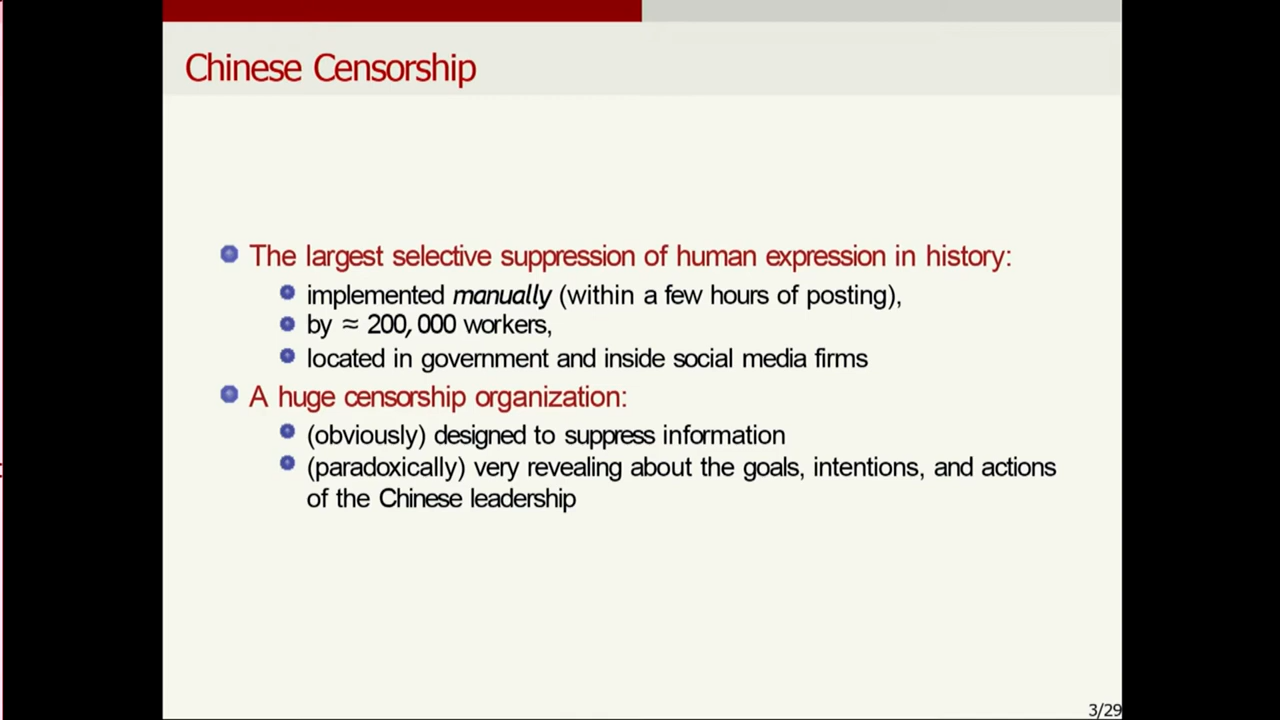 Chinese Censorship
The largest selective suppression of human expression in history:
implemented manually (within a few hours of posting),
by ≈ 200, 000 workers,
located in government and inside social media firms
A huge censorship organization:
(obviously) designed to suppress information
(paradoxically) very revealing about the goals, intentions, and actions
of the Chinese leadership
3/29